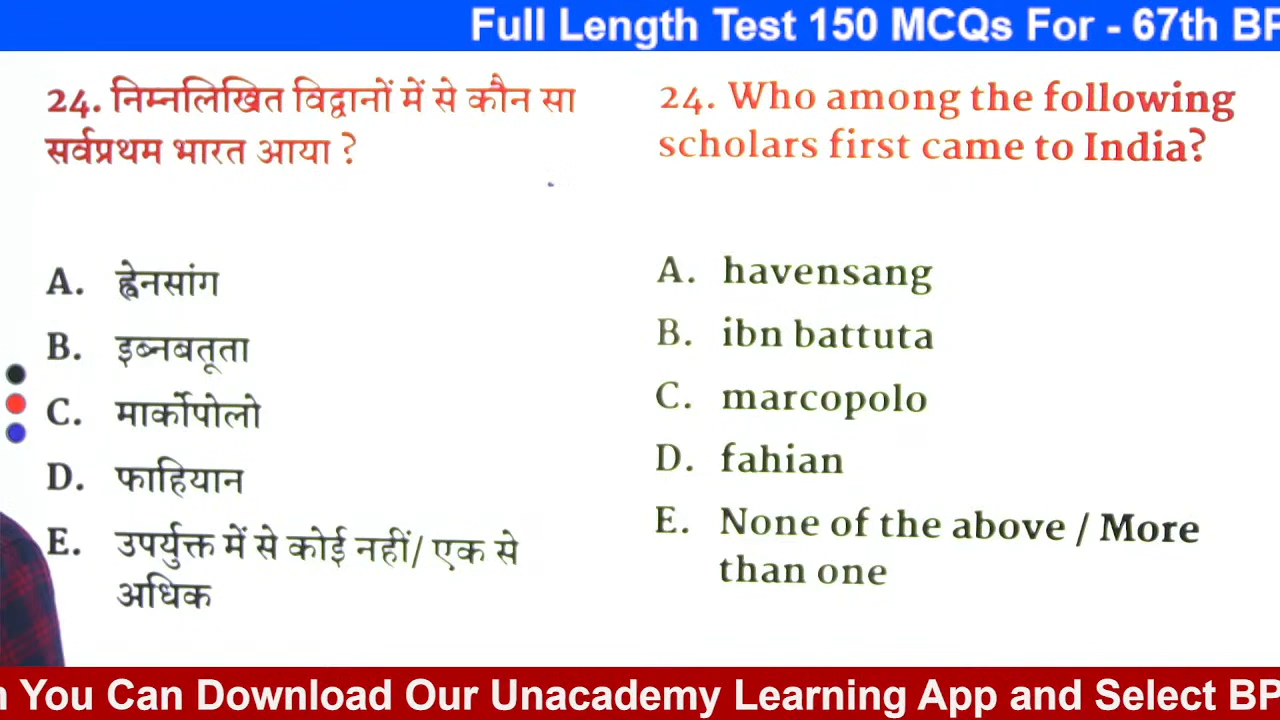 Full Length Test 150 MCQs For - 67th BP
24. निम्नलिखित विद्वानों में से कौन सा
सर्वप्रथम भारत आया ?
A. ह्वेनसांग
B. इब्नबतूता
C. मार्कोपोलो
D. फाहियान
E. उपर्युक्त में से कोई नहीं/ एक से
अधिक
24. Who among the following
scholars first came to India?
A. havensang
B. ibn battuta
C. marcopolo
D. fahian
E. None of the above / More
than one
n You Can Download Our Unacademy Learning App and Select BP